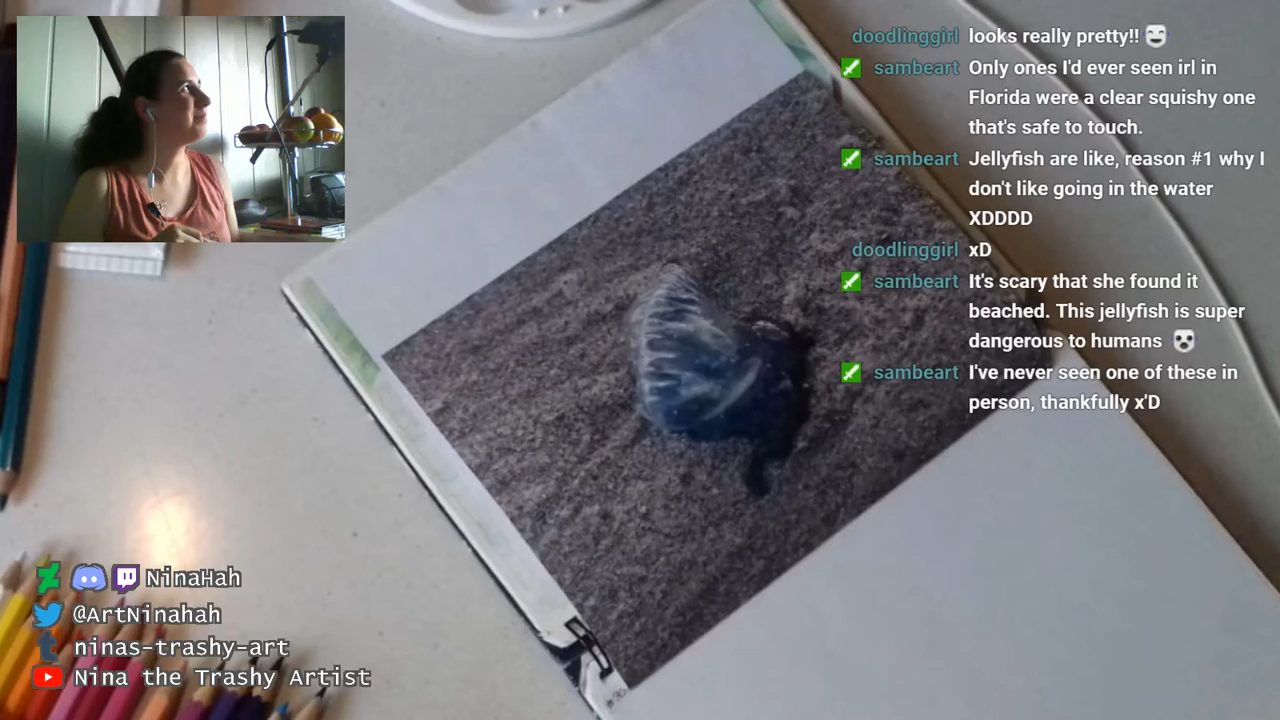 doodlinggirl looks really pretty!!
sambeart Only ones I'd ever seen irl in
Florida were a clear squishy one
that's safe to touch.
sambeart Jellyfish are like, reason #1 why I
don't like going in the water
XDDDD
doodlinggirl xD
sambeart It's scary that she found it
beached. This jellyfish is super
dangerous to humans
sambeart I've never seen one of these in
person, thankfully x'D
NinaHah
@ArtNinahah
ninas-trashy-art
Nina the Trashy Artist